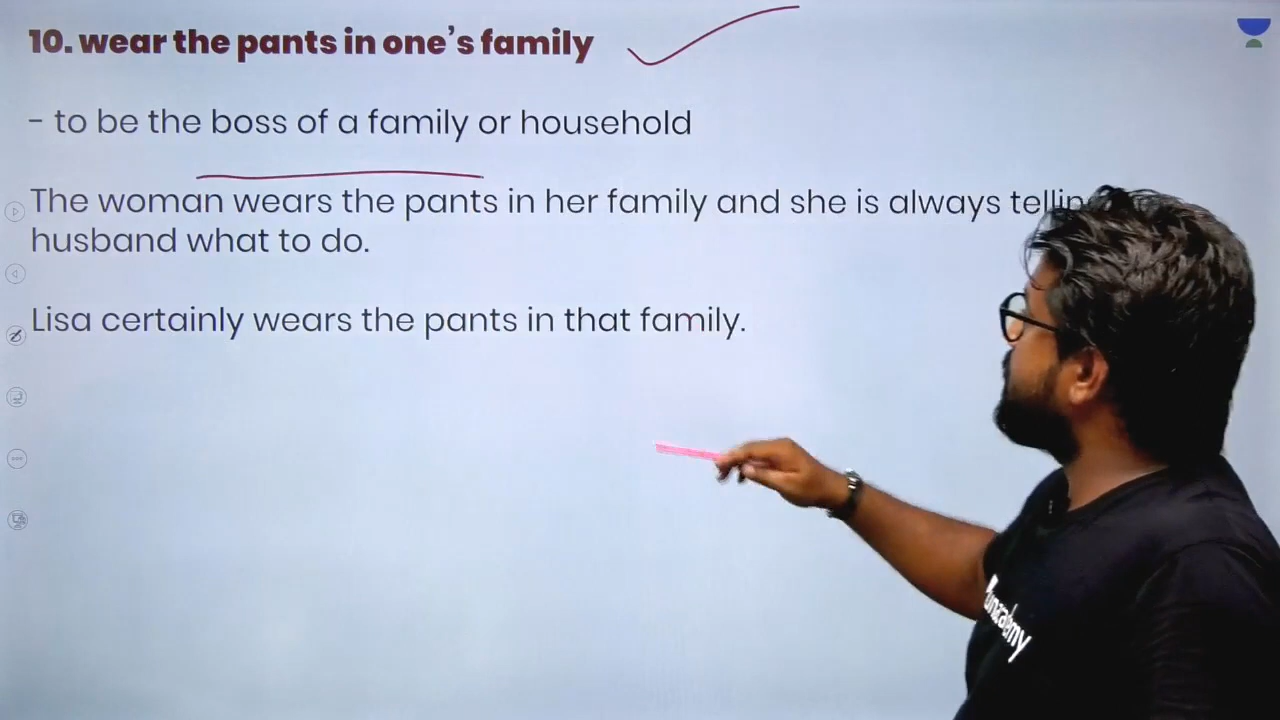 10. wear the pants in one's family
- to be the boss of a family or household
The woman wears the pants in her family and she is always
husband what to do.
Lisa certainly wears the pants in that family.
unacademy